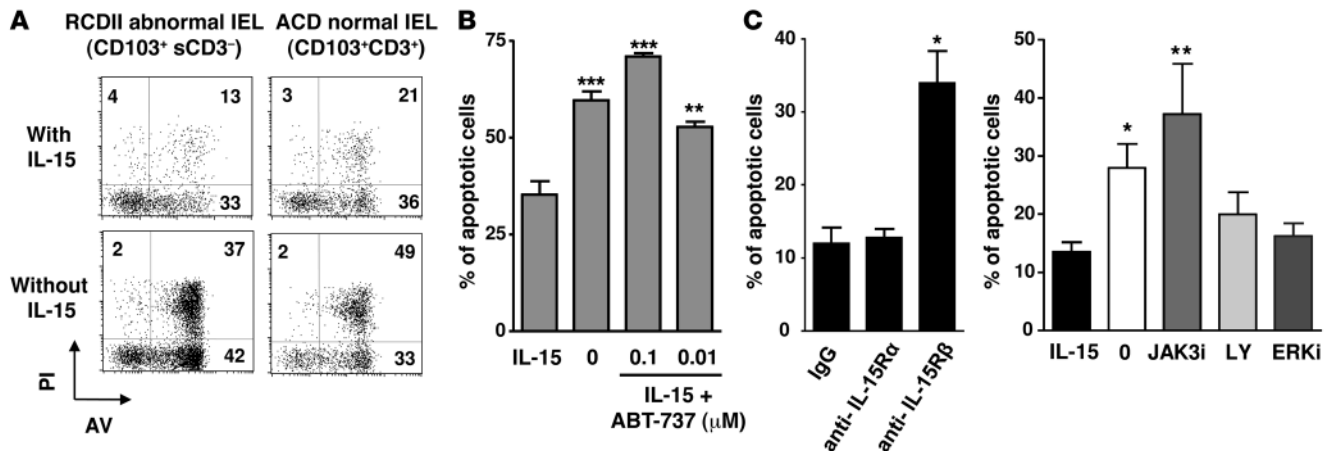 A
RCDII abnormal IEL
(CD103⁺ sCD3⁻)
ACD normal IEL
(CD103⁺CD3⁺)
With
IL-15
4 13
33
3 21
36
Without
IL-15
2 37
42
2 49
33
PI
AV
B
% of apoptotic cells
75
50
25
0
***
***
**
IL-15 0 0.1 0.01
IL-15 +
ABT-737 (μM)
C
% of apoptotic cells
40
30
20
10
0
*
IgG
anti- IL-15Rα
anti- IL-15Rβ
% of apoptotic cells
50
40
30
20
10
0
*
**
IL-15 0 JAK3i LY ERKi